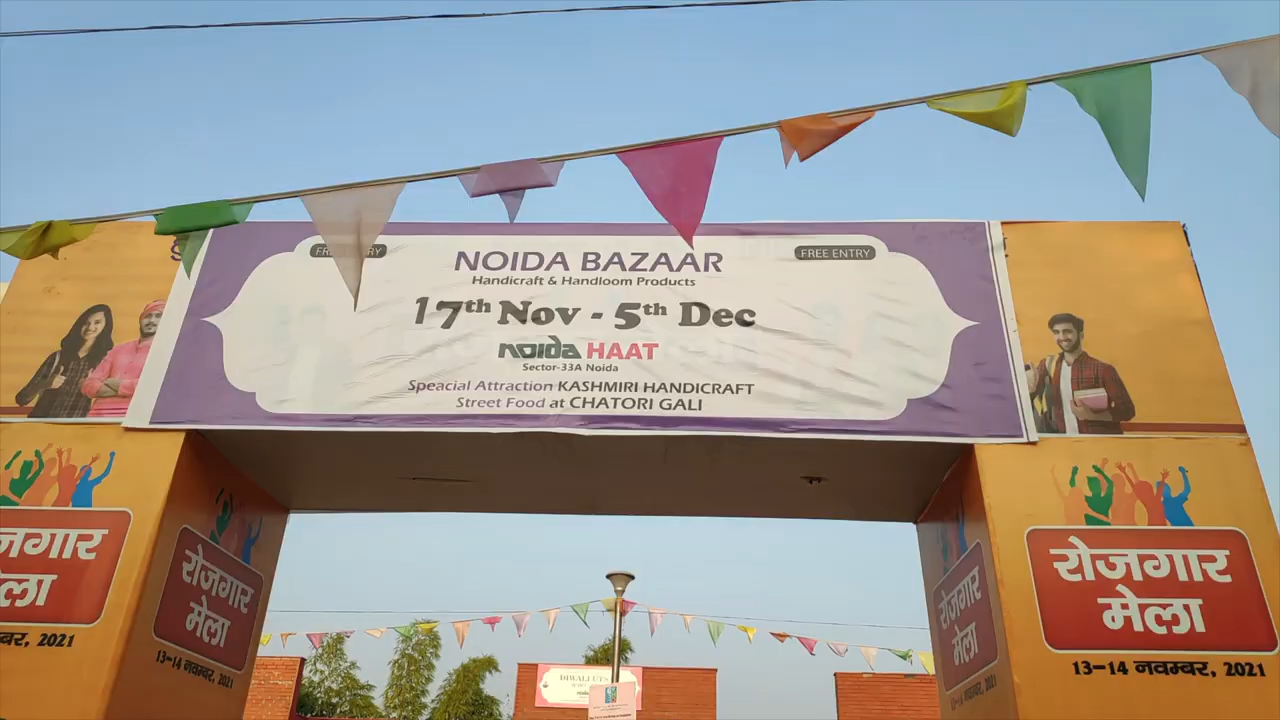 FREE ENTRY
NOIDA BAZAAR
FREE ENTRY
Handicraft & Handloom Products
17th Nov - 5th Dec
noida HAAT
Sector-33A Noida
Speacial Attraction KASHMIRI HANDICRAFT
Street Food at CHATORI GALI
रोजगार
मेला
13-14 नवम्बर, 2021
रोजगार
मेला
13-14 नवम्बर, 2021
रोजगार
मेला
रोजगार
मेला
13-14 नवम्बर, 2021